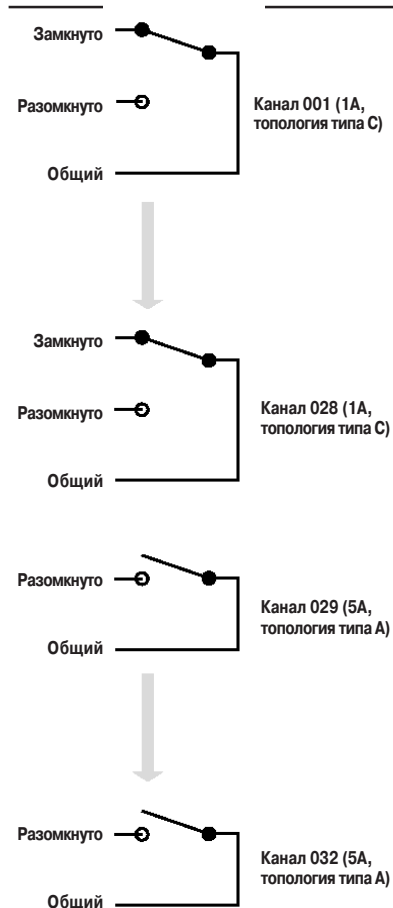 Замкнуто
Разомкнуто
Общий
Канал 001 (1А,
топология типа С)
Замкнуто
Разомкнуто
Общий
Канал 028 (1А,
топология типа С)
Разомкнуто
Общий
Канал 029 (5А,
топология типа А)
Разомкнуто
Общий
Канал 032 (5А,
топология типа А)